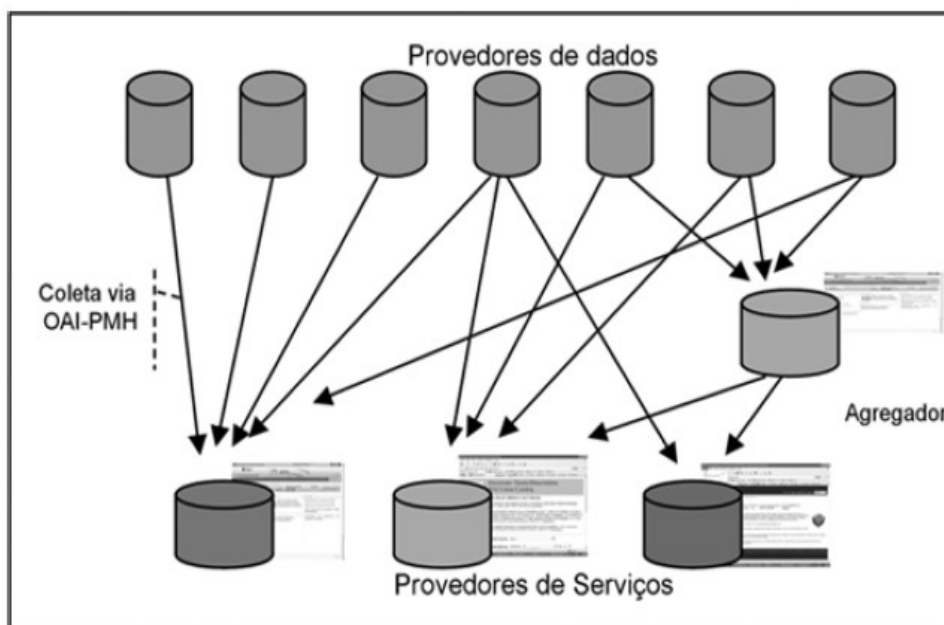 Provedores de dados
Coleta via
OAI-PMH
Agregador
Provedores de Serviços